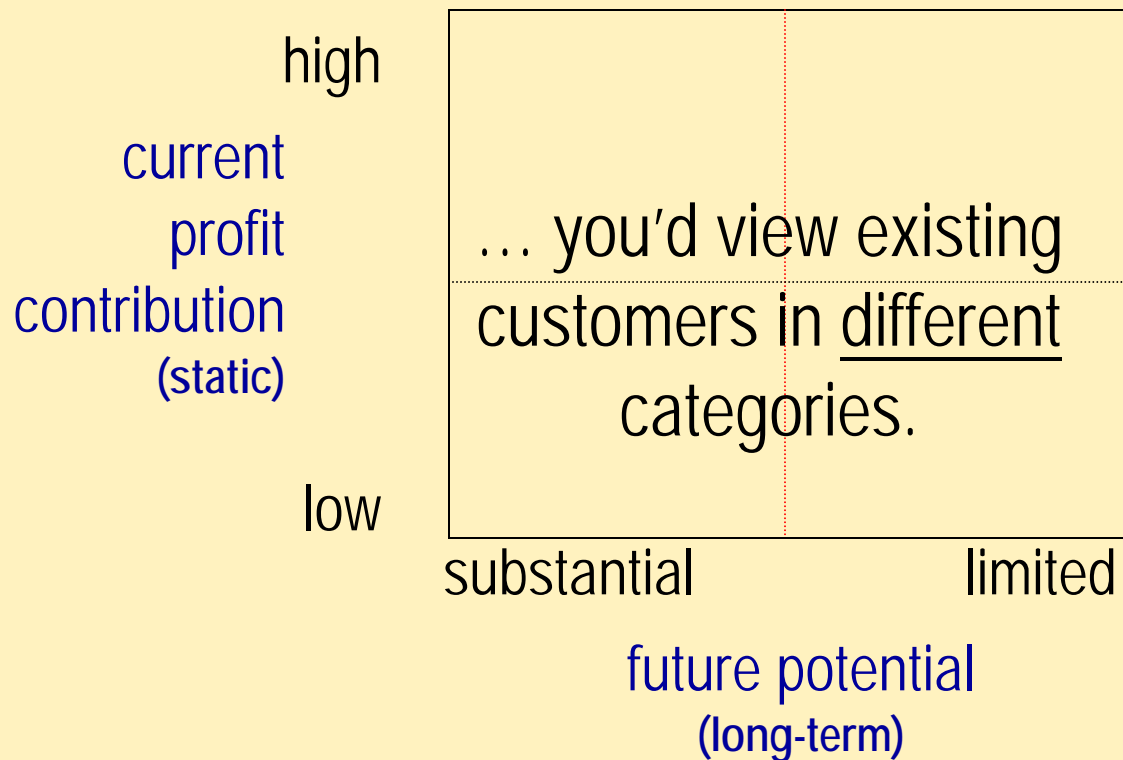 high
current
profit
contribution
(static)
low
… you'd view existing
customers in different
categories.
substantial
limited
future potential
(long-term)